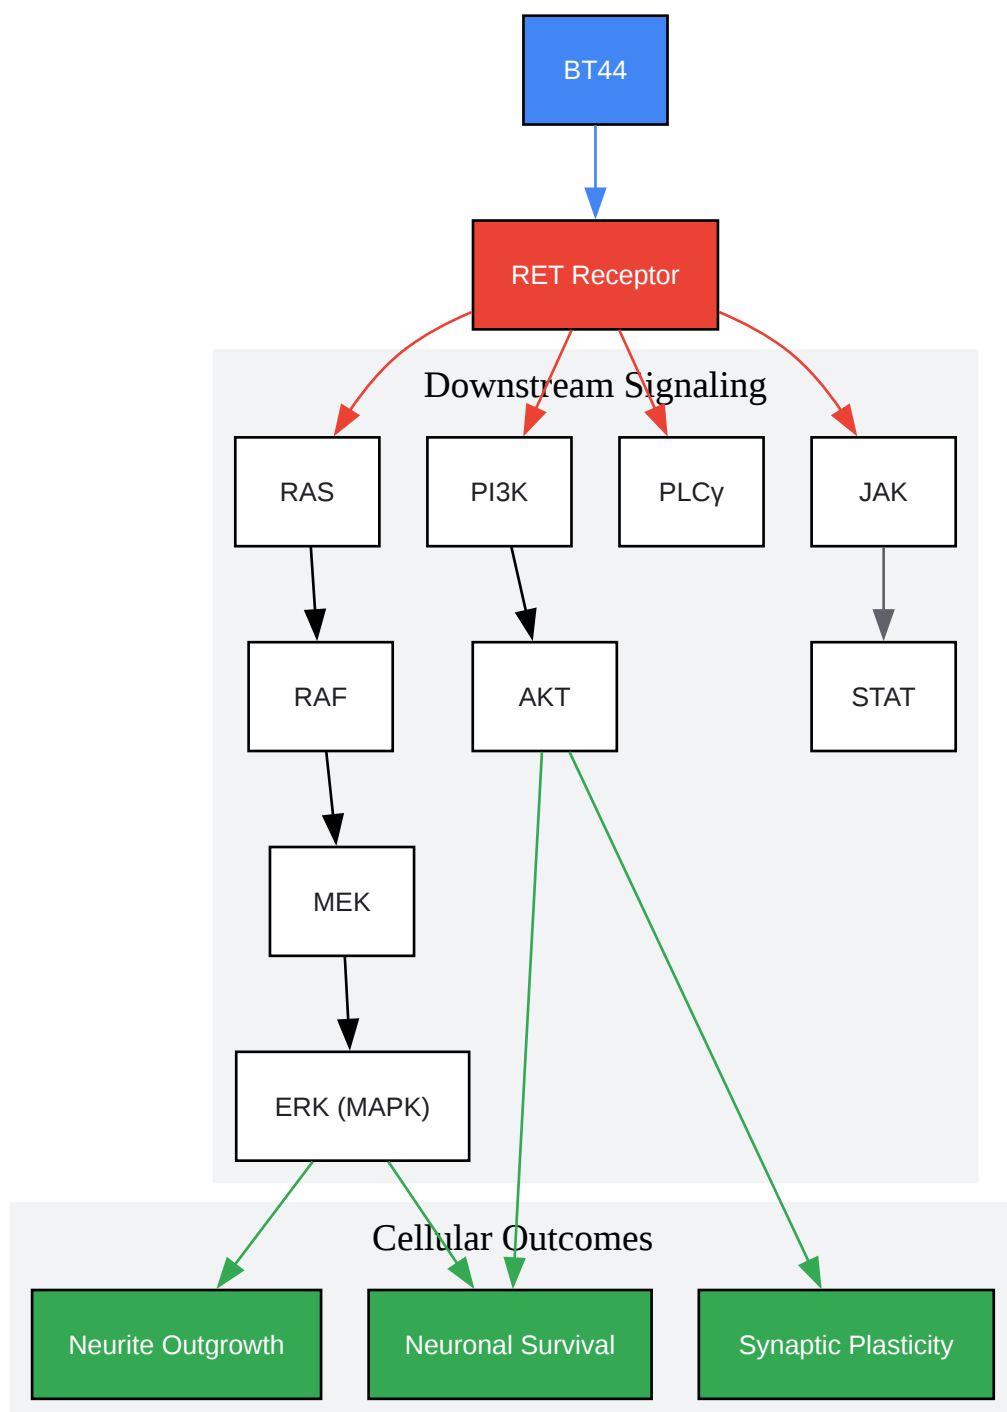 BT44
RET Receptor
Downstream Signaling
RAS
PI3K
PLCγ
JAK
RAF
AKT
STAT
MEK
ERK (MAPK)
Cellular Outcomes
Neurite Outgrowth
Neuronal Survival
Synaptic Plasticity